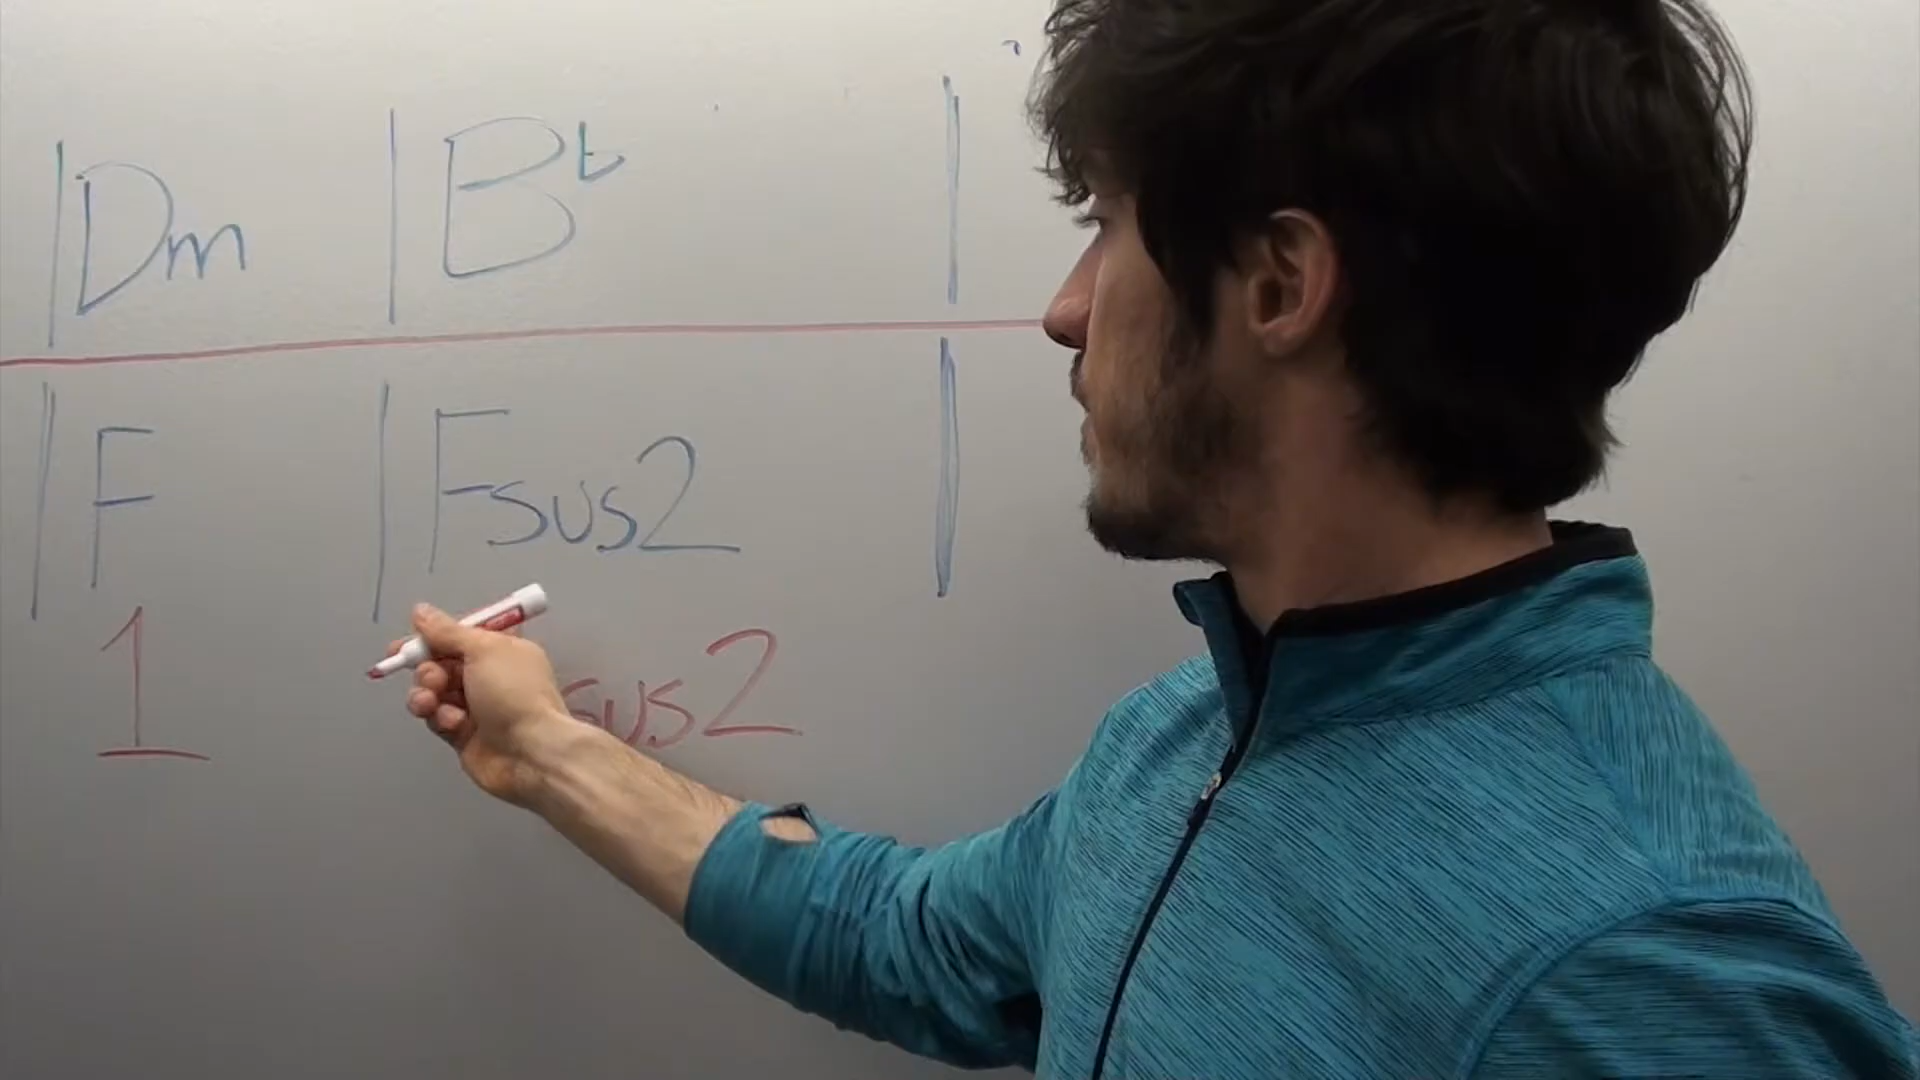 | Dm | B♭ |
| F | Fsus2 |
1 sus2